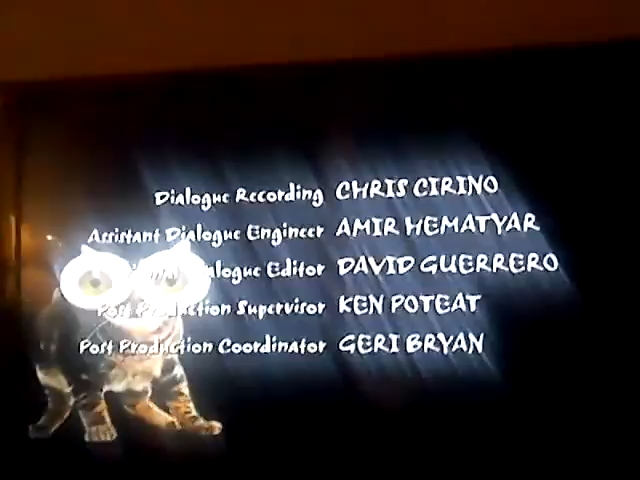 Dialogue Recording CHRIS CIRINO
Assistant Dialogue Engineer AMIR HEMATYAR
Dialogue Editor DAVID GUERRERO
Post Production Supervisor KEN POTEAT
Post Production Coordinator GERI BRYAN